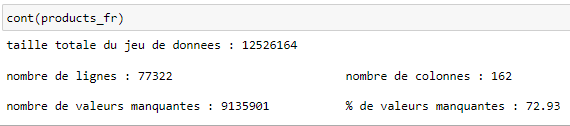 cont(products_fr)
taille totale du jeu de donnees : 12526164
nombre de lignes : 77322 nombre de colonnes : 162
nombre de valeurs manquantes : 9135901 % de valeurs manquantes : 72.93